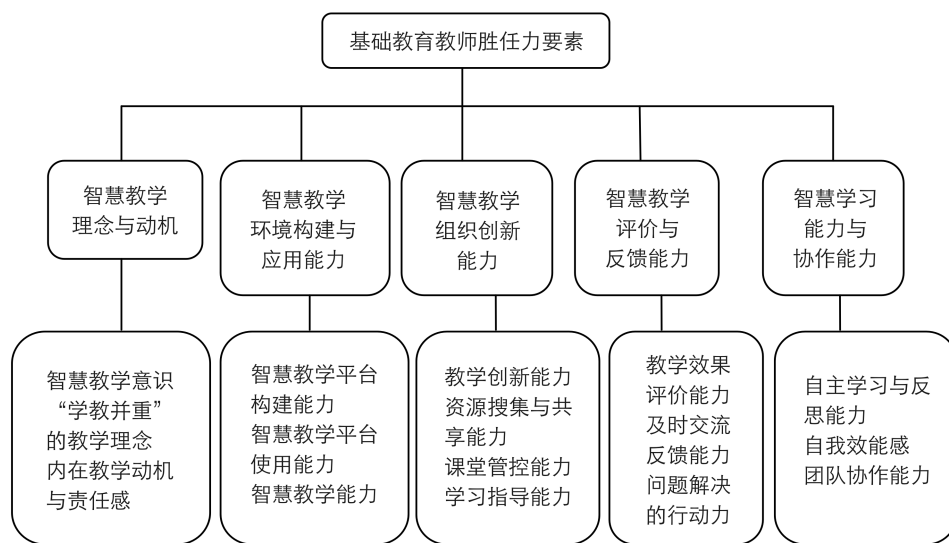 基础教育教师胜任力要素
智慧教学
理念与动机
智慧教学
环境构建与
应用能力
智慧教学
组织创新
能力
智慧教学
评价与
反馈能力
智慧学习
能力与
协作能力
智慧教学意识
“学教并重”
的教学理念
内在教学动机
与责任感
智慧教学平台
构建能力
智慧教学平台
使用能力
智慧教学能力
教学创新能力
资源搜集与共
享能力
课堂管控能力
学习指导能力
教学效果
评价能力
及时交流
反馈能力
问题解决
的行动力
自主学习与反
思能力
自我效能感
团队协作能力